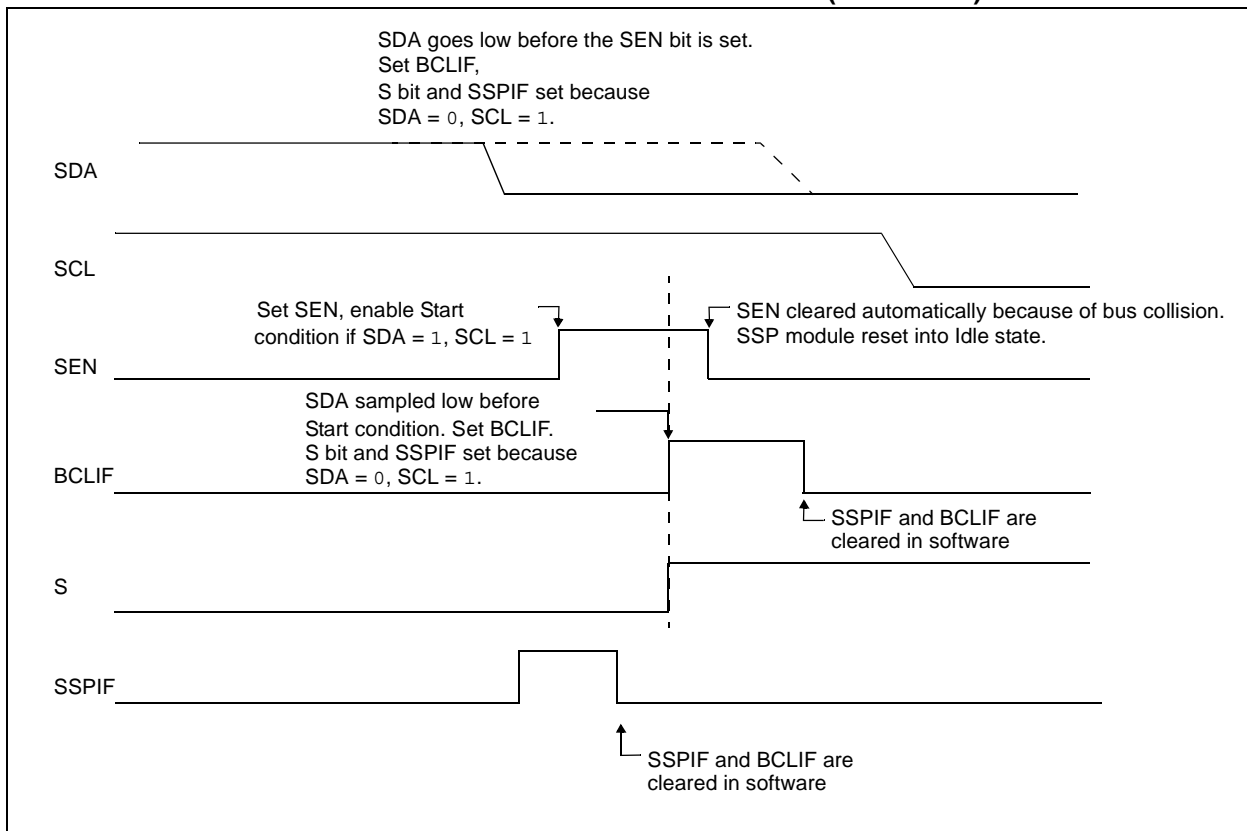 SDA goes low before the SEN bit is set.
Set BCLIF,
S bit and SSPIF set because
SDA = 0, SCL = 1.
SDA
SCL
Set SEN, enable Start
condition if SDA = 1, SCL = 1
SEN cleared automatically because of bus collision.
SSP module reset into Idle state.
SEN
SDA sampled low before
Start condition. Set BCLIF.
S bit and SSPIF set because
SDA = 0, SCL = 1.
BCLIF
SSPIF and BCLIF are
cleared in software
S
SSPIF
SSPIF and BCLIF are
cleared in software